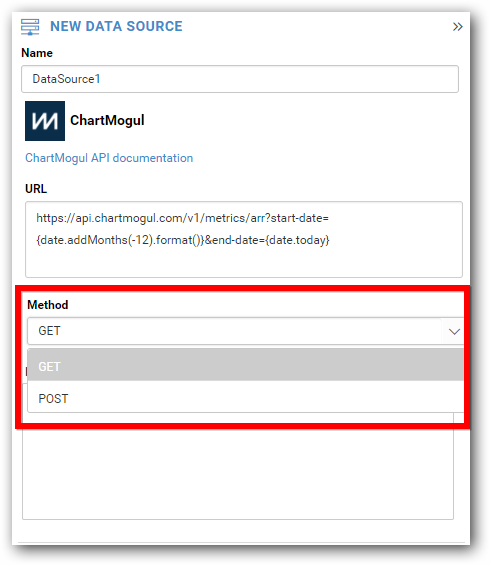 NEW DATA SOURCE
Name
DataSource1
ChartMogul
ChartMogul API documentation
URL
https://api.chartmogul.com/v1/metrics/arr?start-date=
{date.addMonths(-12).format()}&end-date={date.today}
Method
GET
GET
POST